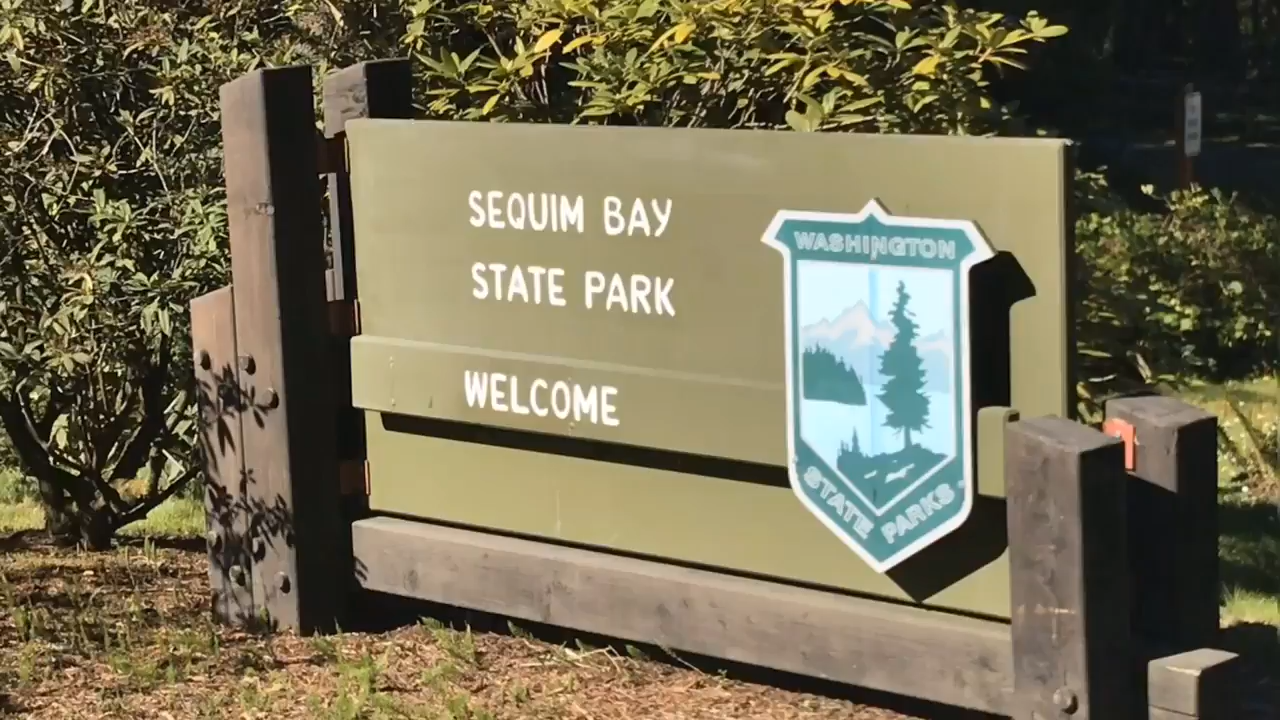 SEQUIM BAY
STATE PARK
WELCOME
WASHINGTON
STATE PARKS